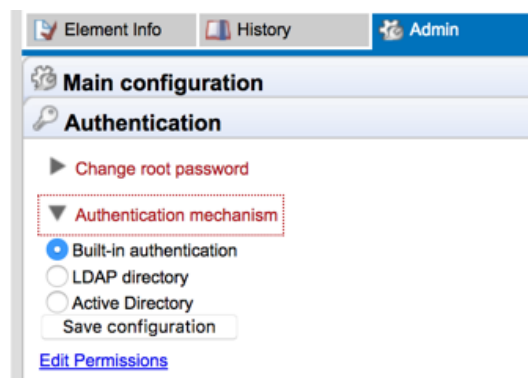 Element Info History Admin
Main configuration
Authentication
Change root password
Authentication mechanism
Built-in authentication
LDAP directory
Active Directory
Save configuration
Edit Permissions